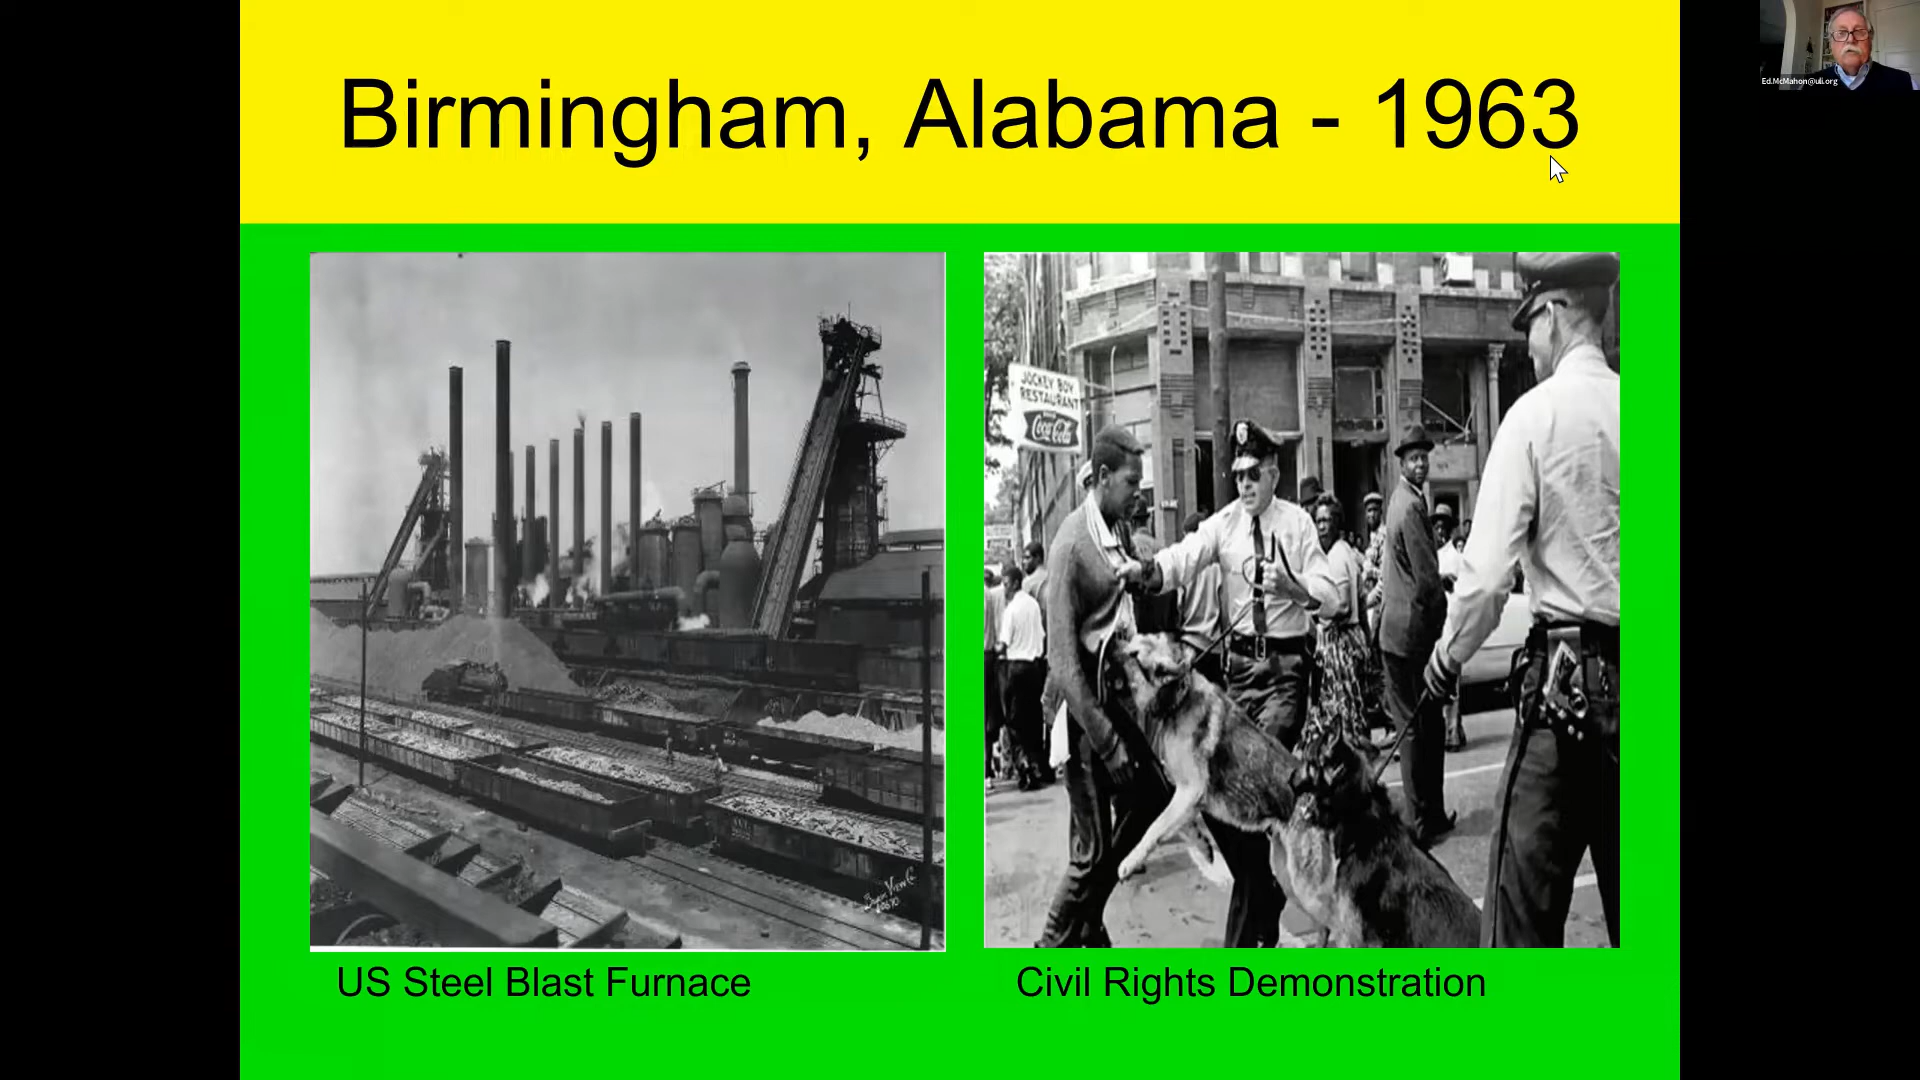 Birmingham, Alabama - 1963
Ed.McMahon@uli.org
JOCKEY BOY
RESTAURANT
Coca-Cola
US Steel Blast Furnace
Civil Rights Demonstration